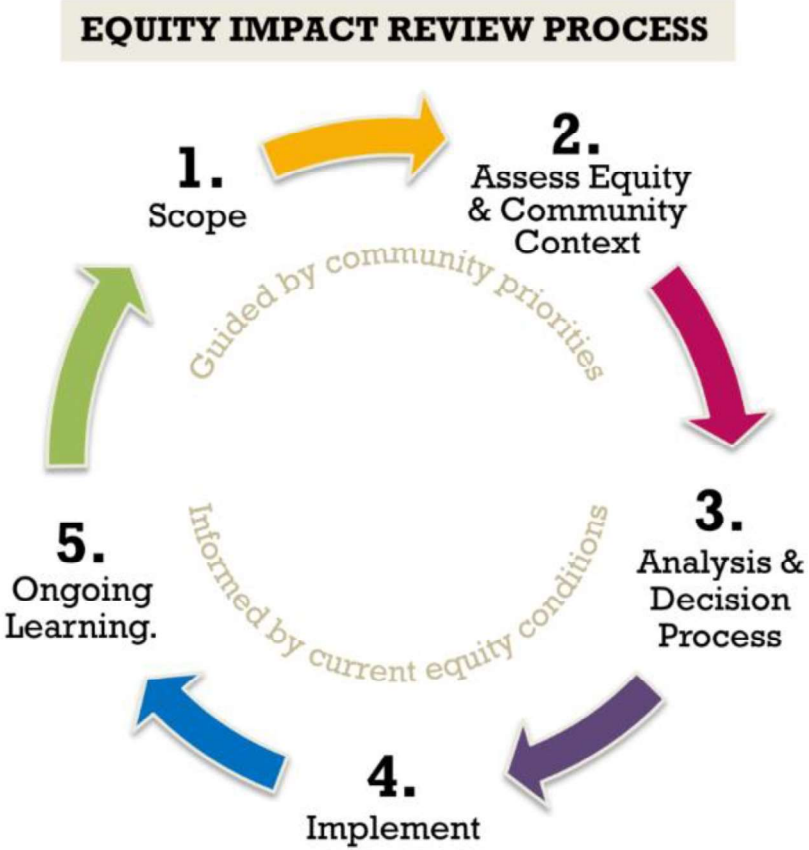 EQUITY IMPACT REVIEW PROCESS
1.
Scope
2.
Assess Equity
& Community
Context
Guided by community priorities
3.
Analysis &
Decision
Process
4.
Implement
5.
Ongoing
Learning.
Informed by current equity conditions